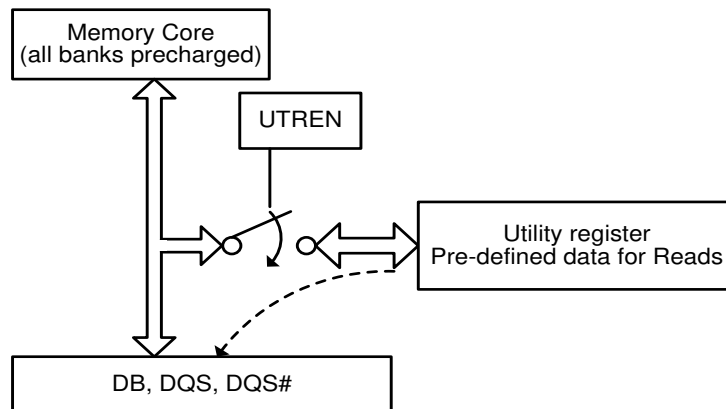 Memory Core
(all banks precharged)
UTREN
Utility register
Pre-defined data for Reads
DB, DQS, DQS#